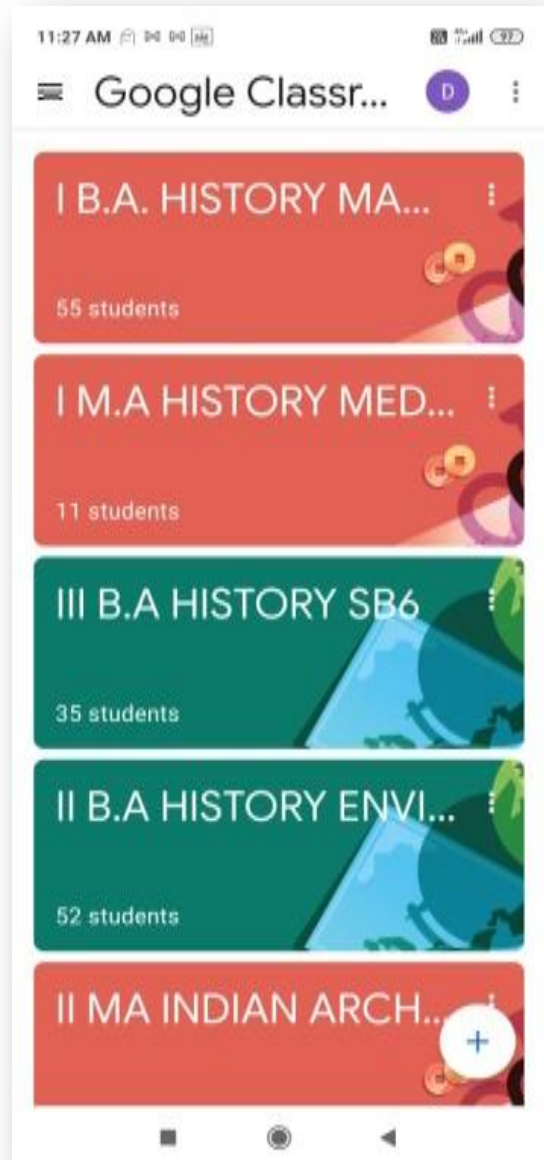 11:27 AM
97
Google Classr...
D
I B.A. HISTORY MA...
55 students
I M.A HISTORY MED...
11 students
III B.A HISTORY SB6
35 students
II B.A HISTORY ENVI...
52 students
II MA INDIAN ARCH...
+